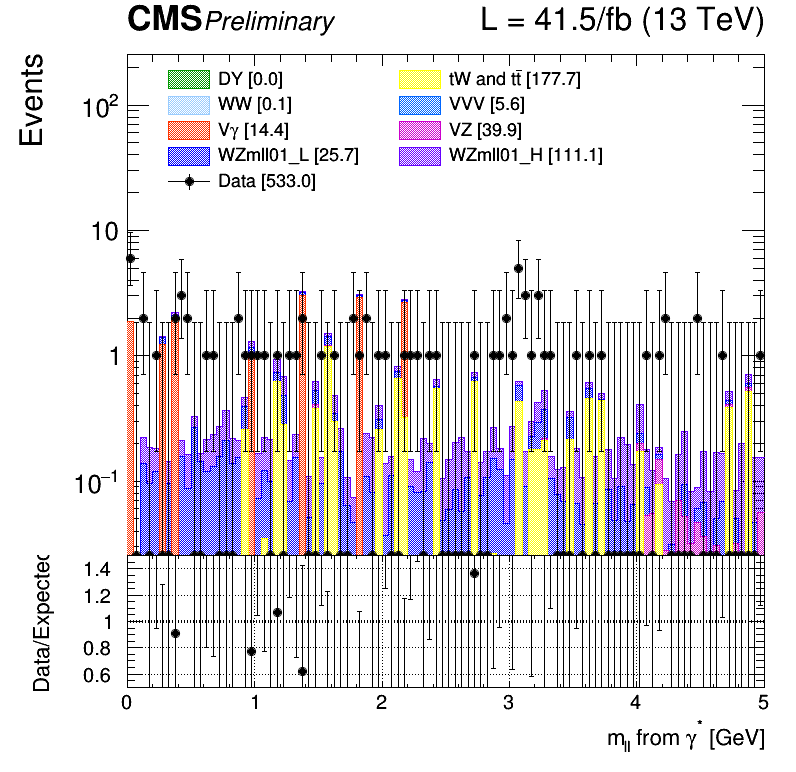 CMS Preliminary L = 41.5/fb (13 TeV)
Events
DY [0.0] tW and tt̄ [177.7]
WW [0.1] VVV [5.6]
Vγ [14.4] VZ [39.9]
WZmll01_L [25.7] WZmll01_H [111.1]
Data [533.0]
10²
10
1
10⁻¹
Data/Expected
1.4
1.2
1
0.8
0.6
0 1 2 3 4 5
m_ll from γ* [GeV]